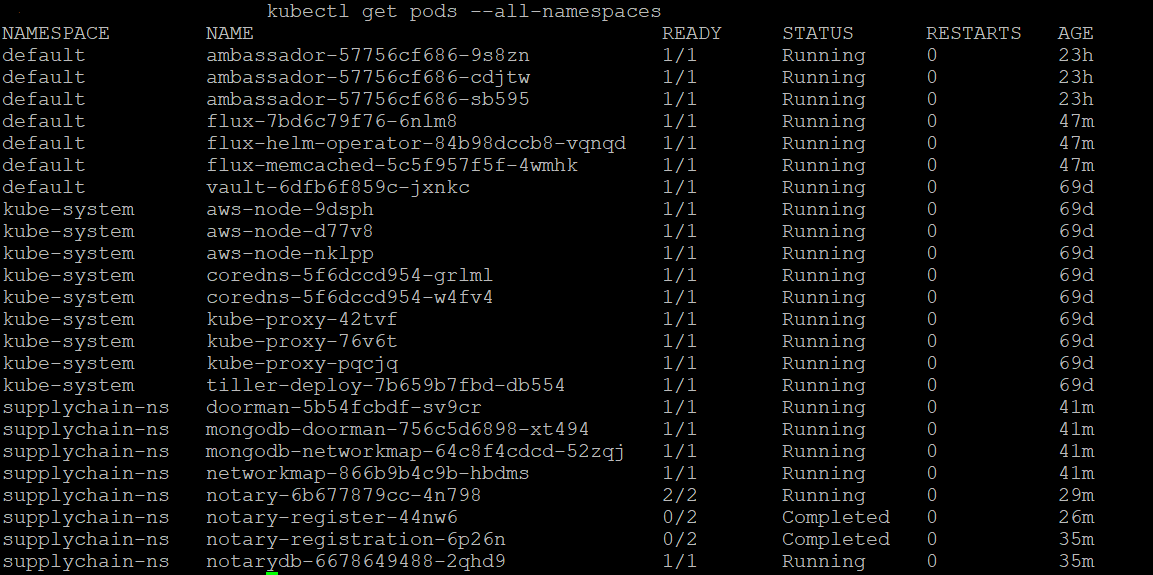 kubectl get pods --all-namespaces
NAMESPACE NAME READY STATUS RESTARTS AGE
default ambassador-57756cf686-9s8zn 1/1 Running 0 23h
default ambassador-57756cf686-cdjtw 1/1 Running 0 23h
default ambassador-57756cf686-sb595 1/1 Running 0 23h
default flux-7bd6c79f76-6nlm8 1/1 Running 0 47m
default flux-helm-operator-84b98dccb8-vqnqd 1/1 Running 0 47m
default flux-memcached-5c5f957f5f-4wmhk 1/1 Running 0 47m
default vault-6dfb6f859c-jxnkc 1/1 Running 0 69d
kube-system aws-node-9dsph 1/1 Running 0 69d
kube-system aws-node-d77v8 1/1 Running 0 69d
kube-system aws-node-nklpp 1/1 Running 0 69d
kube-system coredns-5f6dccd954-grlml 1/1 Running 0 69d
kube-system coredns-5f6dccd954-w4fv4 1/1 Running 0 69d
kube-system kube-proxy-42tvf 1/1 Running 0 69d
kube-system kube-proxy-76v6t 1/1 Running 0 69d
kube-system kube-proxy-pqcjq 1/1 Running 0 69d
kube-system tiller-deploy-7b659b7fbd-db554 1/1 Running 0 69d
supplychain-ns doorman-5b54fcbdf-sv9cr 1/1 Running 0 41m
supplychain-ns mongodb-doorman-756c5d6898-xt494 1/1 Running 0 41m
supplychain-ns mongodb-networkmap-64c8f4cdcd-52zqj 1/1 Running 0 41m
supplychain-ns networkmap-866b9b4c9b-hbdms 1/1 Running 0 41m
supplychain-ns notary-6b677879cc-4n798 2/2 Running 0 29m
supplychain-ns notary-register-44nw6 0/2 Completed 0 26m
supplychain-ns notary-registration-6p26n 0/2 Completed 0 35m
supplychain-ns notarydb-6678649488-2qhd9 1/1 Running 0 35m